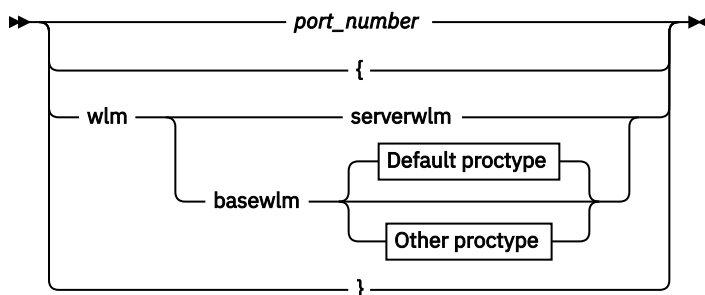 port_number
{
wlm serverwlm
Default proctype
basewlm
Other proctype
}